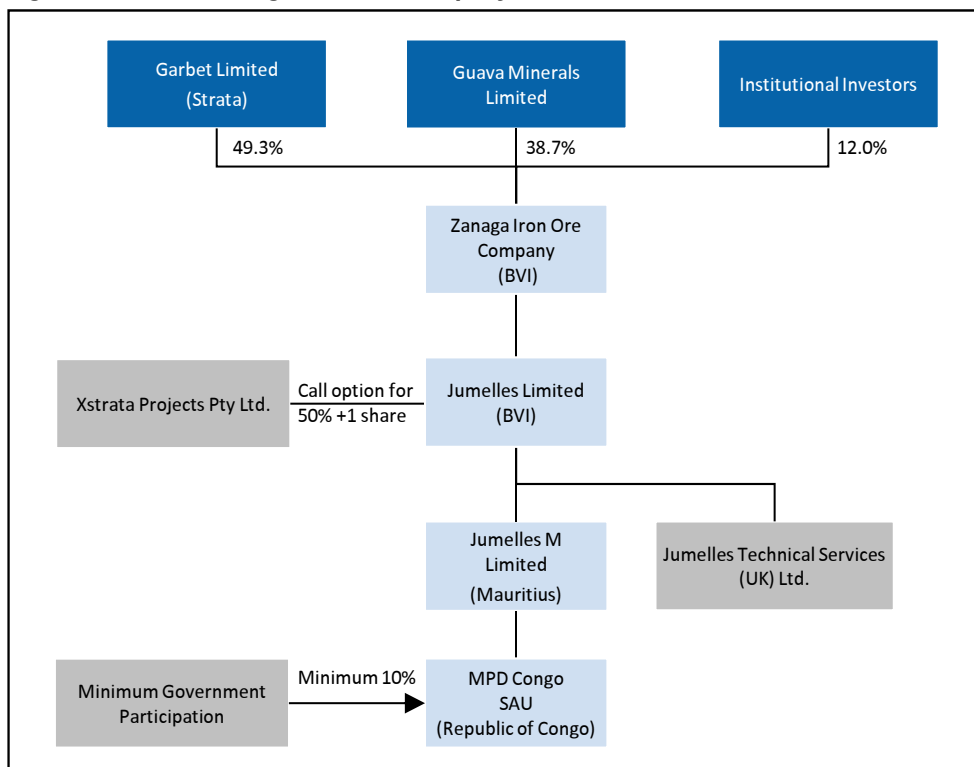 Garbet Limited
(Strata)
Guava Minerals
Limited
Institutional Investors
49.3%
38.7%
12.0%
Zanaga Iron Ore
Company
(BVI)
Xstrata Projects Pty Ltd.
Call option for
50% +1 share
Jumelles Limited
(BVI)
Jumelles M
Limited
(Mauritius)
Jumelles Technical Services
(UK) Ltd.
Minimum Government
Participation
Minimum 10%
MPD Congo
SAU
(Republic of Congo)